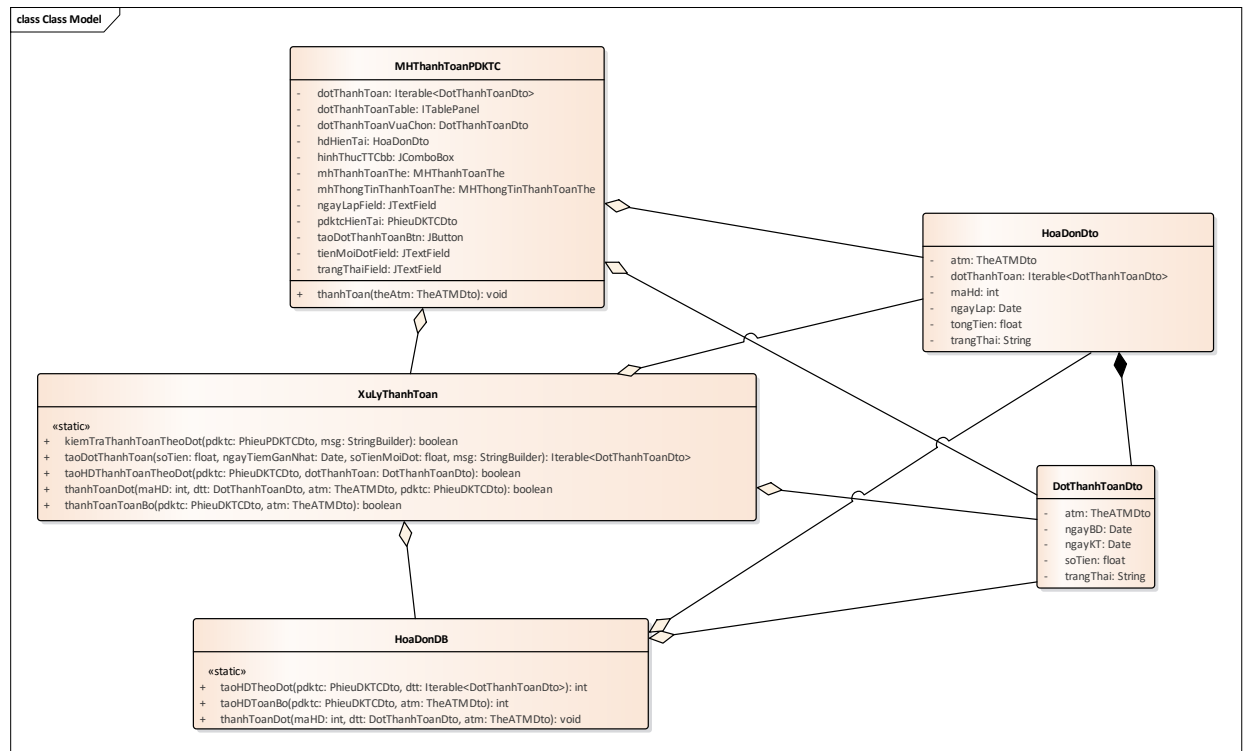 class Class Model
MHThanhToanPDKTC
- dotThanhToan: Iterable<DotThanhToanDto>
- dotThanhToanTable: ITablePanel
- dotThanhToanVuaChon: DotThanhToanDto
- hdHienTai: HoaDonDto
- hinhThucTTCbb: JComboBox
- mhThanhToanThe: MHThanhToanThe
- mhThongTinThanhToanThe: MHThongTinThanhToanThe
- ngayLapField: JTextField
- pdktcHienTai: PhieuDKTCDto
- taoDotThanhToanBtn: JButton
- tienMoiDotField: JTextField
- trangThaiField: JTextField
+ thanhToan(theAtm: TheATMDto): void
HoaDonDto
- atm: TheATMDto
- dotThanhToan: Iterable<DotThanhToanDto>
- maHd: int
- ngayLap: Date
- tongTien: float
- trangThai: String
XuLyThanhToan
«static»
+ kiemTraThanhToanTheoDot(pdktc: PhieuPDKTCDto, msg: StringBuilder): boolean
+ taoDotThanhToan(soTien: float, ngayTiemGanNhat: Date, soTienMoiDot: float, msg: StringBuilder): Iterable<DotThanhToanDto>
+ taoHDThanhToanTheoDot(pdktc: PhieuDKTCDto, dotThanhToan: DotThanhToanDto): boolean
+ thanhToanDot(maHD: int, dtt: DotThanhToanDto, atm: TheATMDto, pdktc: PhieuDKTCDto): boolean
+ thanhToanToanBo(pdktc: PhieuDKTCDto, atm: TheATMDto): boolean
DotThanhToanDto
- atm: TheATMDto
- ngayBD: Date
- ngayKT: Date
- soTien: float
- trangThai: String
HoaDonDB
«static»
+ taoHDTheoDot(pdktc: PhieuDKTCDto, dtt: Iterable<DotThanhToanDto>): int
+ taoHDToanBo(pdktc: PhieuDKTCDto, atm: TheATMDto): int
+ thanhToanDot(maHD: int, dtt: DotThanhToanDto, atm: TheATMDto): void